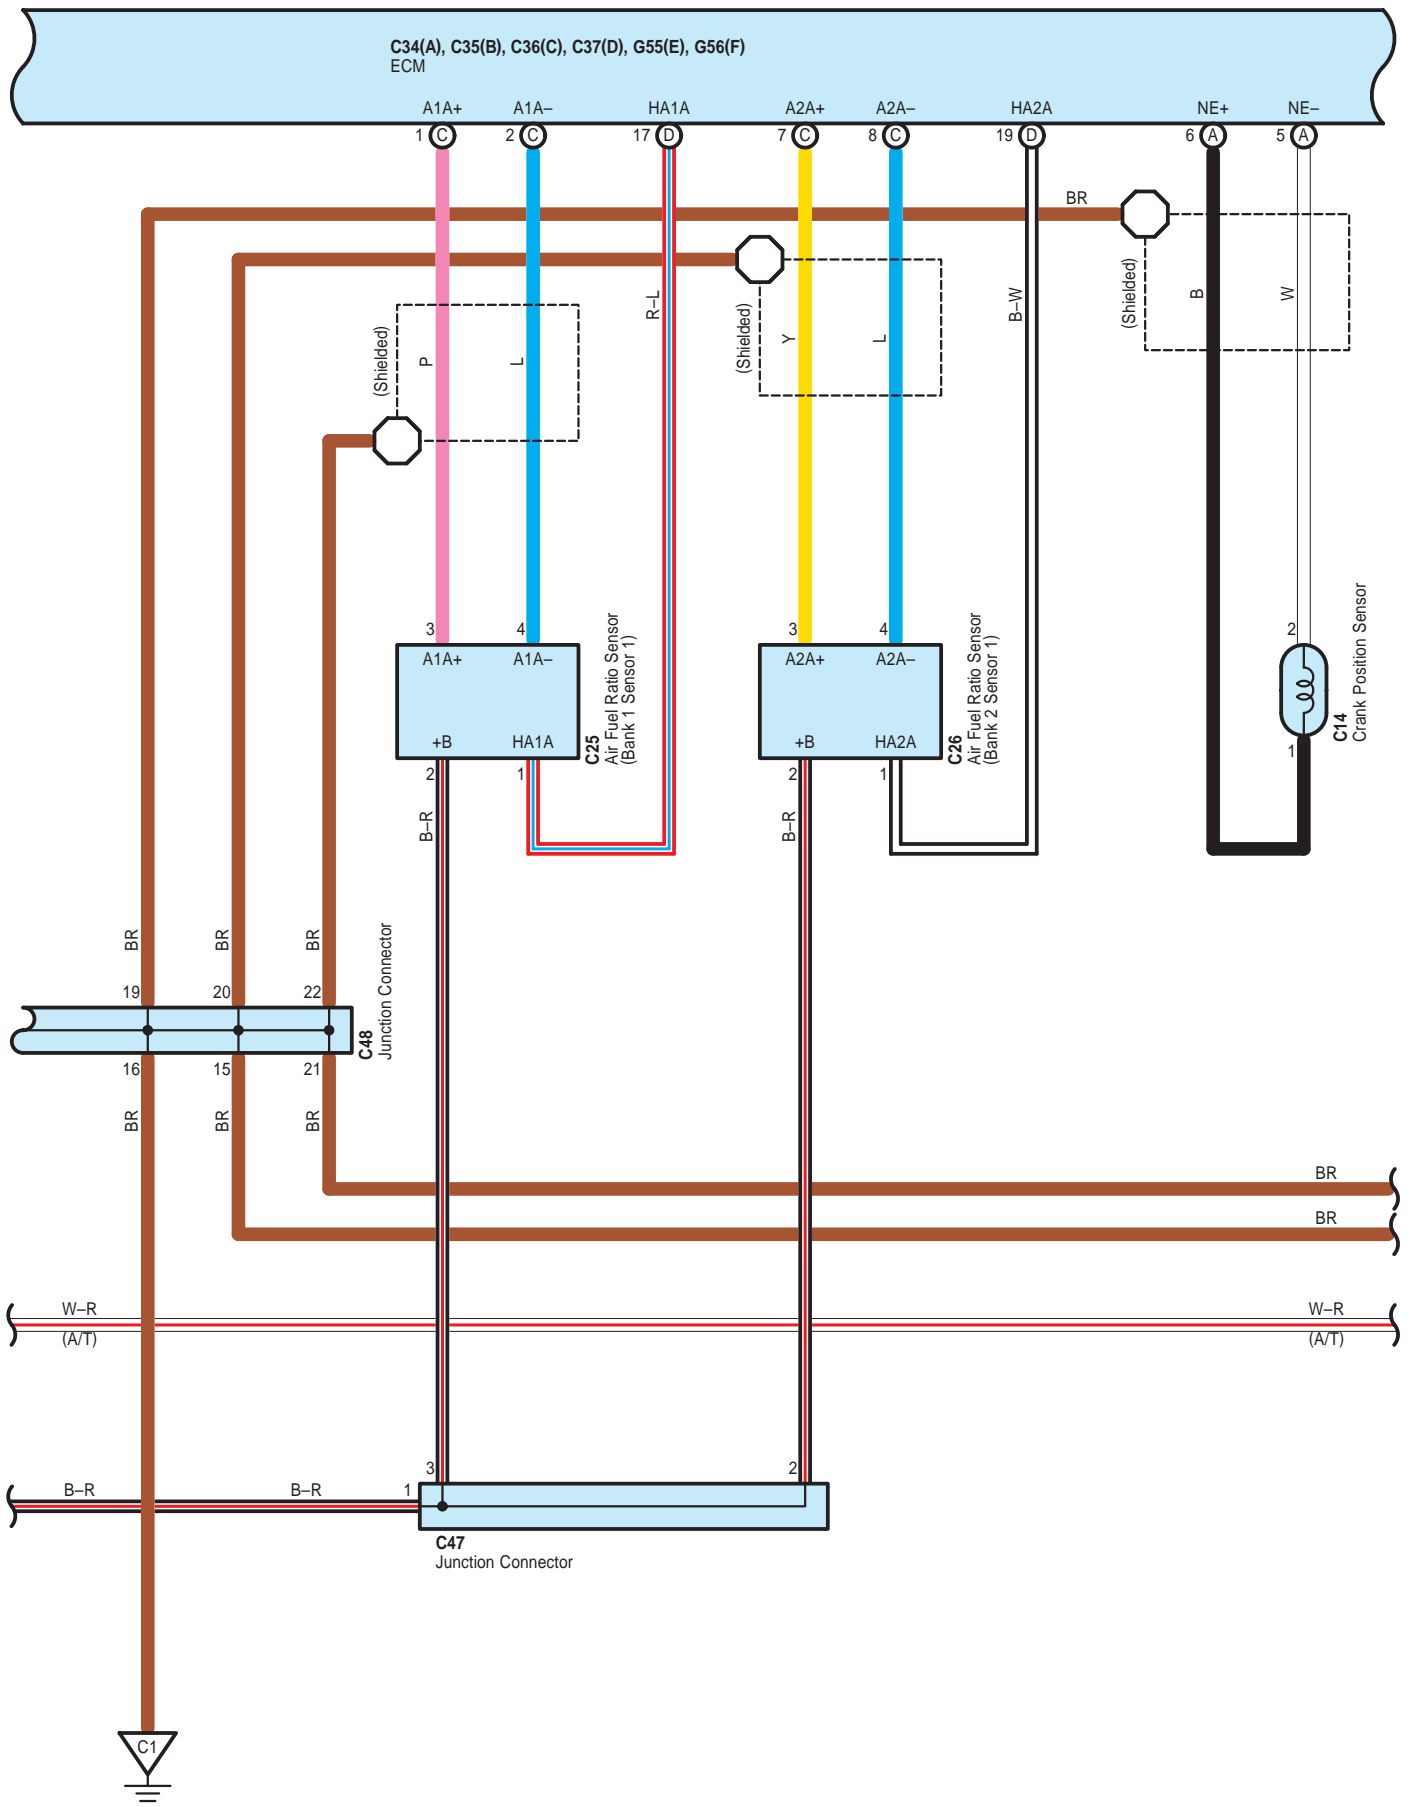 C34(A), C35(B), C36(C), C37(D), G55(E), G56(F)
ECM
A1A+ A1A– HA1A A2A+ A2A– HA2A NE+ NE–
1 C 2 C 17 D 7 C 8 C 19 D 6 A 5 A
BR
(Shielded) P L
R–L
(Shielded) Y L
B–W
(Shielded) B W
3 4 3 4 2
A1A+ A1A– A2A+ A2A–
+B HA1A +B HA2A
C25
Air Fuel Ratio Sensor
(Bank 1 Sensor 1)
C26
Air Fuel Ratio Sensor
(Bank 2 Sensor 1)
C14
Crank Position Sensor
2 1 2 1 1
B–R B–R
BR BR BR
19 20 22
C48
Junction Connector
16 15 21
BR BR BR
BR
BR
W–R W–R
(A/T) (A/T)
3 2
B–R B–R 1
C47
Junction Connector
C1